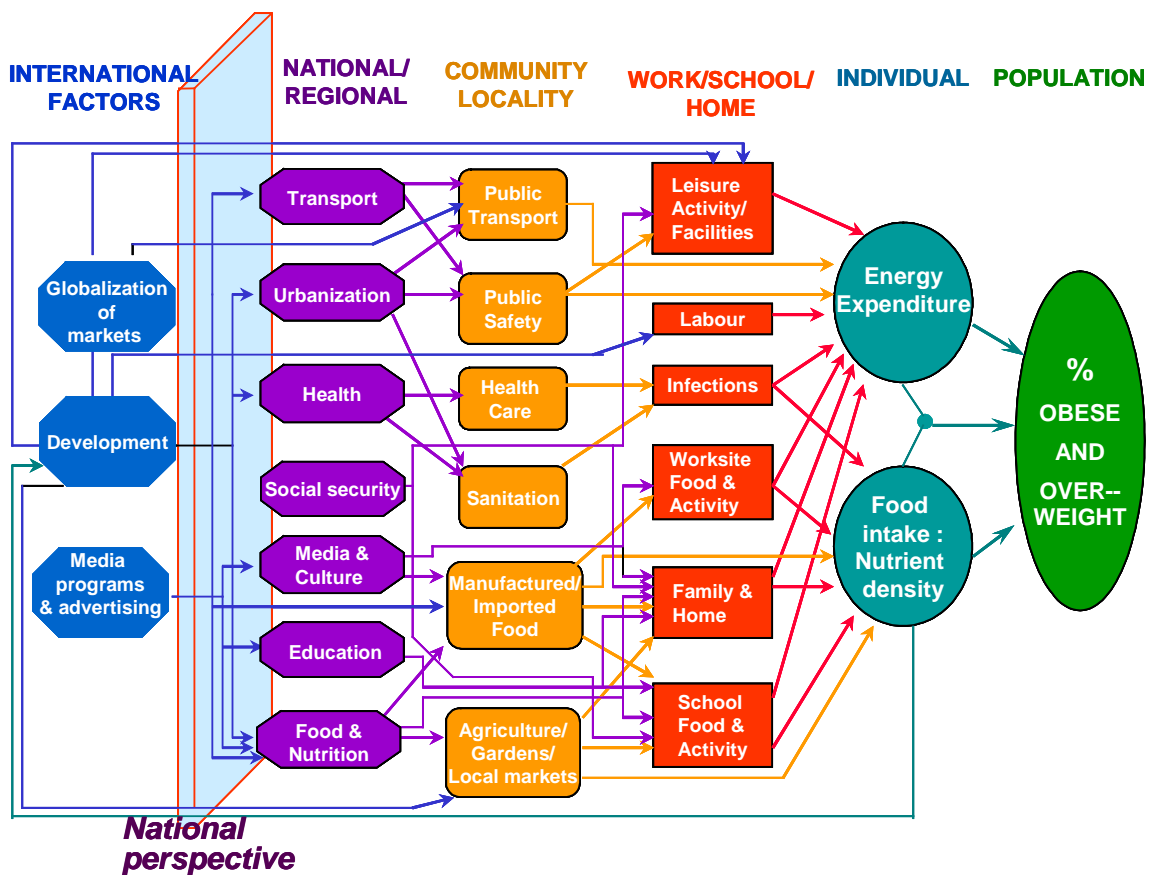 INTERNATIONAL
FACTORS
NATIONAL/
REGIONAL
COMMUNITY
LOCALITY
WORK/SCHOOL/
HOME
INDIVIDUAL
POPULATION
Globalization
of
markets
Development
Media
programs
& advertising
Transport
Urbanization
Health
Social security
Media &
Culture
Education
Food &
Nutrition
Public
Transport
Public
Safety
Health
Care
Sanitation
Manufactured/
Imported
Food
Agriculture/
Gardens/
Local markets
Leisure
Activity/
Facilities
Labour
Infections
Worksite
Food &
Activity
Family &
Home
School
Food &
Activity
Energy
Expenditure
Food
intake :
Nutrient
density
%
OBESE
AND
OVER--
WEIGHT
National
perspective